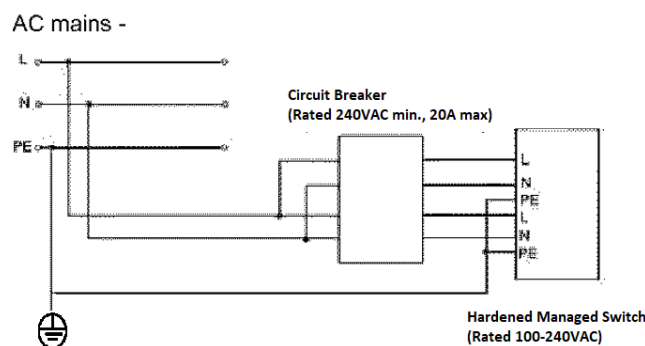 AC mains -
L
N
PE
Circuit Breaker
(Rated 240VAC min., 20A max)
L
N
PE
L
N
PE
Hardened Managed Switch
(Rated 100-240VAC)